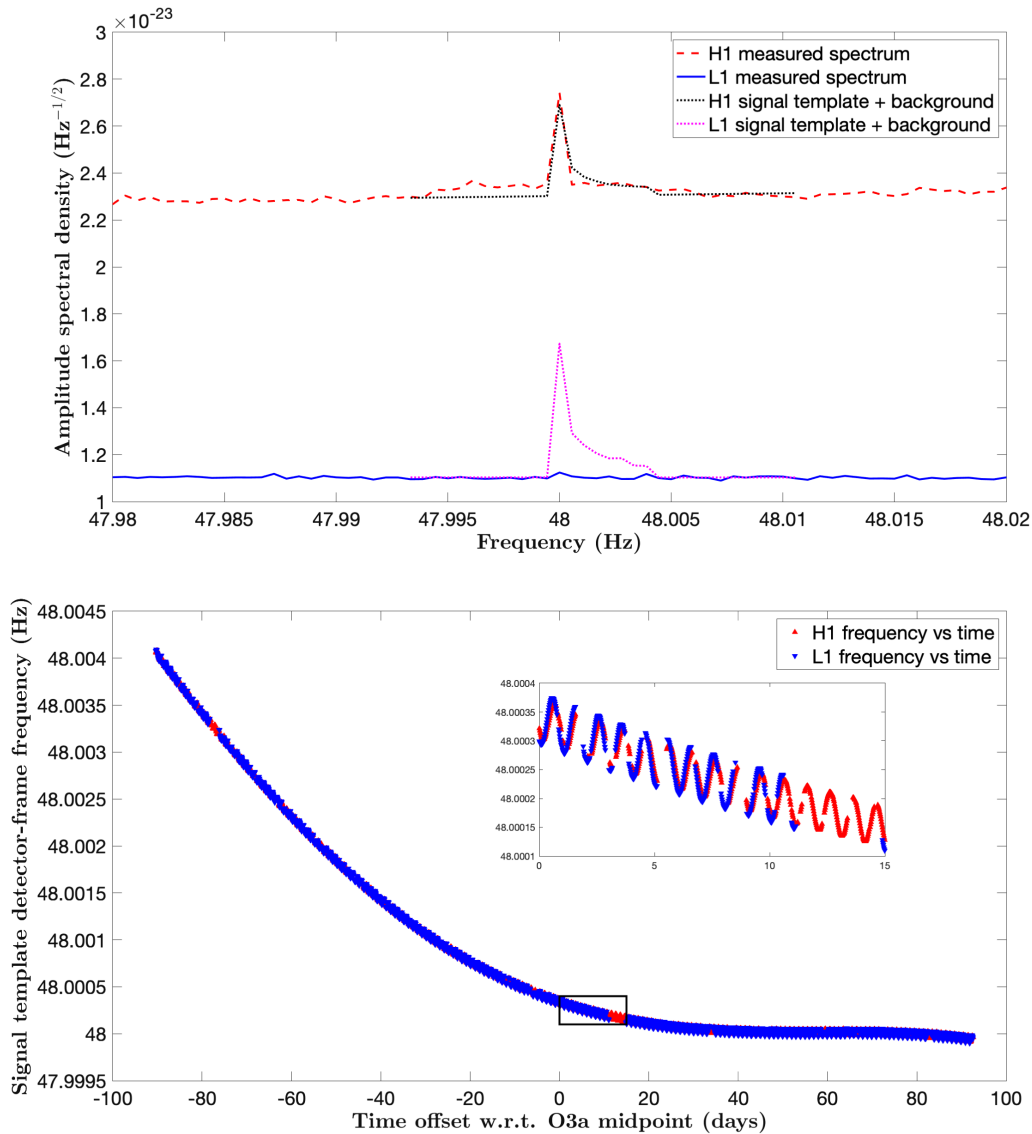 ×10⁻²³
3
2.8
2.6
2.4
2.2
2
1.8
1.6
1.4
1.2
1
Amplitude spectral density (Hz⁻¹/²)
H1 measured spectrum
L1 measured spectrum
H1 signal template + background
L1 signal template + background
47.98 47.985 47.99 47.995 48 48.005 48.01 48.015 48.02
Frequency (Hz)
48.0045
48.004
48.0035
48.003
48.0025
48.002
48.0015
48.001
48.0005
48
47.9995
Signal template detector-frame frequency (Hz)
H1 frequency vs time
L1 frequency vs time
48.0004
48.00035
48.0003
48.00025
48.0002
48.00015
48.0001
0 5 10 15
-100 -80 -60 -40 -20 0 20 40 60 80 100
Time offset w.r.t. O3a midpoint (days)